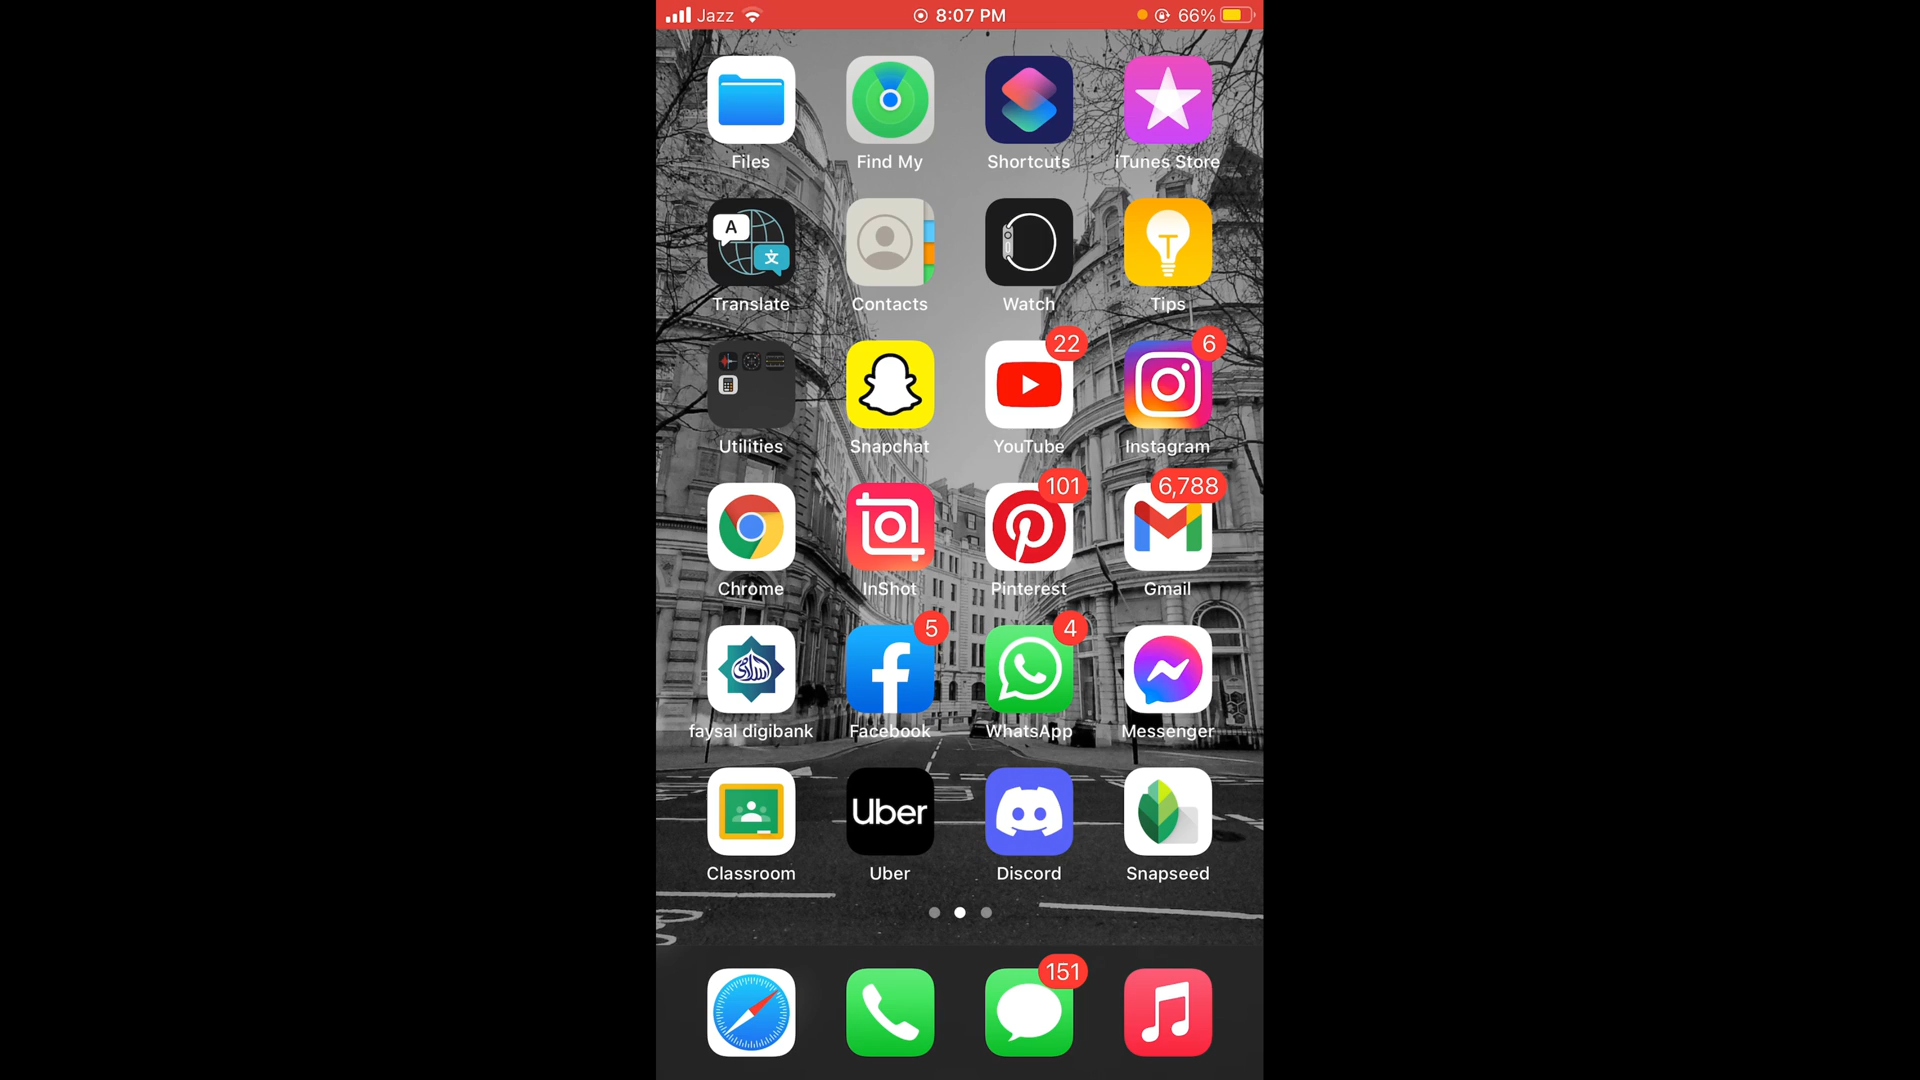 Jazz 8:07 PM 66%
Files Find My Shortcuts iTunes Store
A 文
Translate Contacts Watch Tips
22 6
Utilities Snapchat YouTube Instagram
101 6,788
Chrome InShot Pinterest Gmail
اسلامی
5 4
faysal digibank Facebook WhatsApp Messenger
Uber
Classroom Uber Discord Snapseed
151